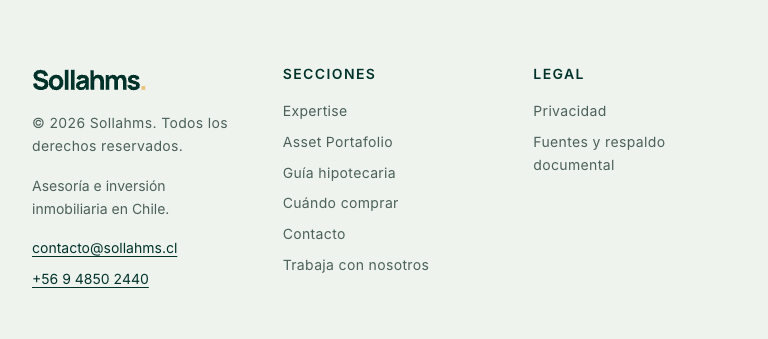 Sollahms.
© 2026 Sollahms. Todos los
derechos reservados.
Asesoría e inversión
inmobiliaria en Chile.
contacto@sollahms.cl
+56 9 4850 2440
SECCIONES
Expertise
Asset Portafolio
Guía hipotecaria
Cuándo comprar
Contacto
Trabaja con nosotros
LEGAL
Privacidad
Fuentes y respaldo
documental